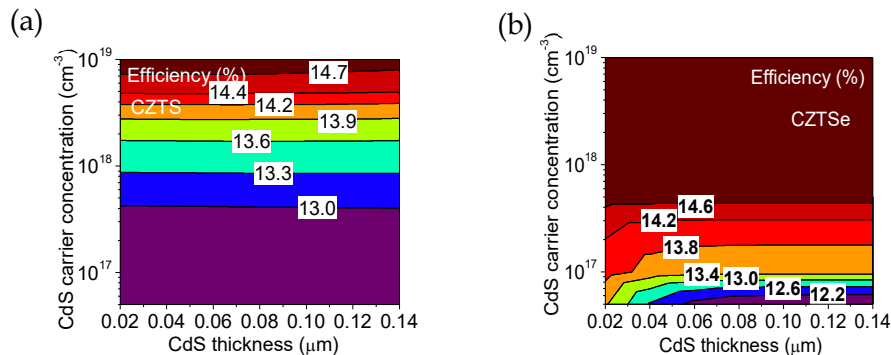 (a)
CdS carrier concentration (cm⁻³)
10¹⁹
10¹⁸
10¹⁷
Efficiency (%)
CZTS
14.7
14.4
14.2
13.9
13.6
13.3
13.0
0.02 0.04 0.06 0.08 0.10 0.12 0.14
CdS thickness (μm)
(b)
CdS carrier concentration (cm⁻³)
10¹⁹
10¹⁸
10¹⁷
Efficiency (%)
CZTSe
14.6
14.2
13.8
13.4
13.0
12.6
12.2
0.02 0.04 0.06 0.08 0.10 0.12 0.14
CdS thickness (μm)